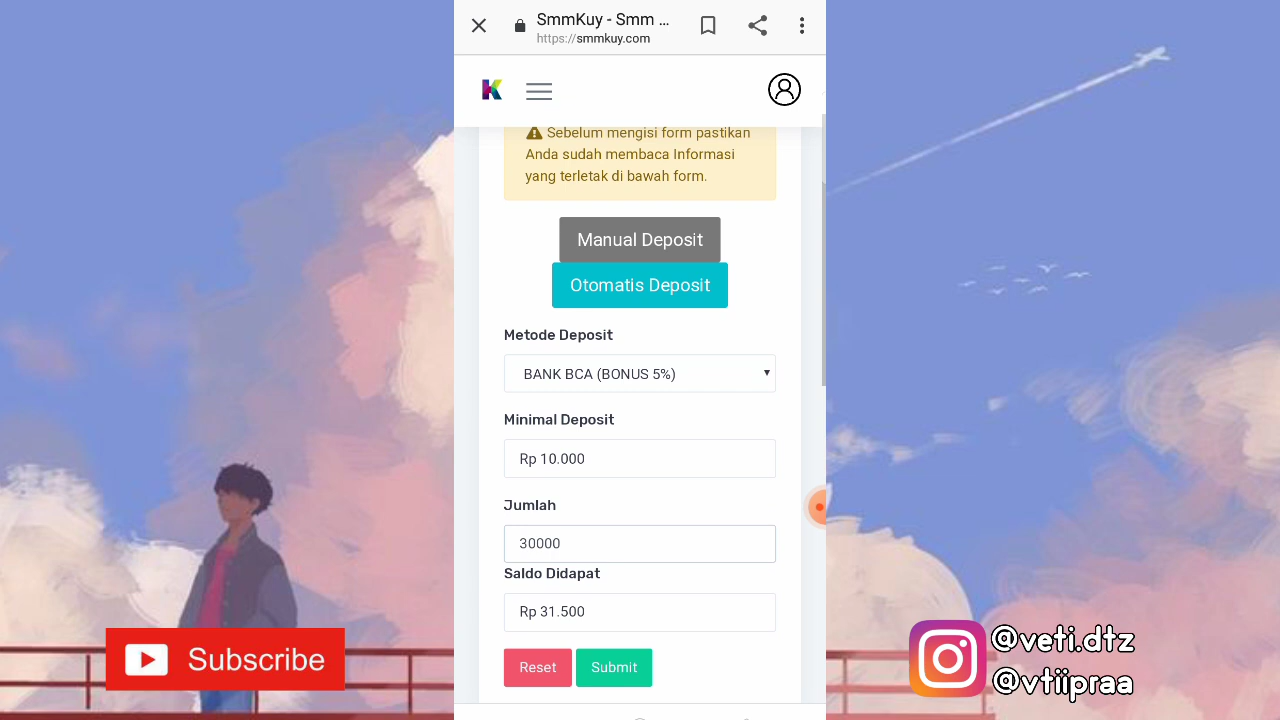 SmmKuy - Smm ...
https://smmkuy.com
K
Sebelum mengisi form pastikan
Anda sudah membaca Informasi
yang terletak di bawah form.
Manual Deposit
Otomatis Deposit
Metode Deposit
BANK BCA (BONUS 5%)
Minimal Deposit
Rp 10.000
Jumlah
30000
Saldo Didapat
Rp 31.500
Reset
Submit
Subscribe
@veti.dtz
@vtiipraa